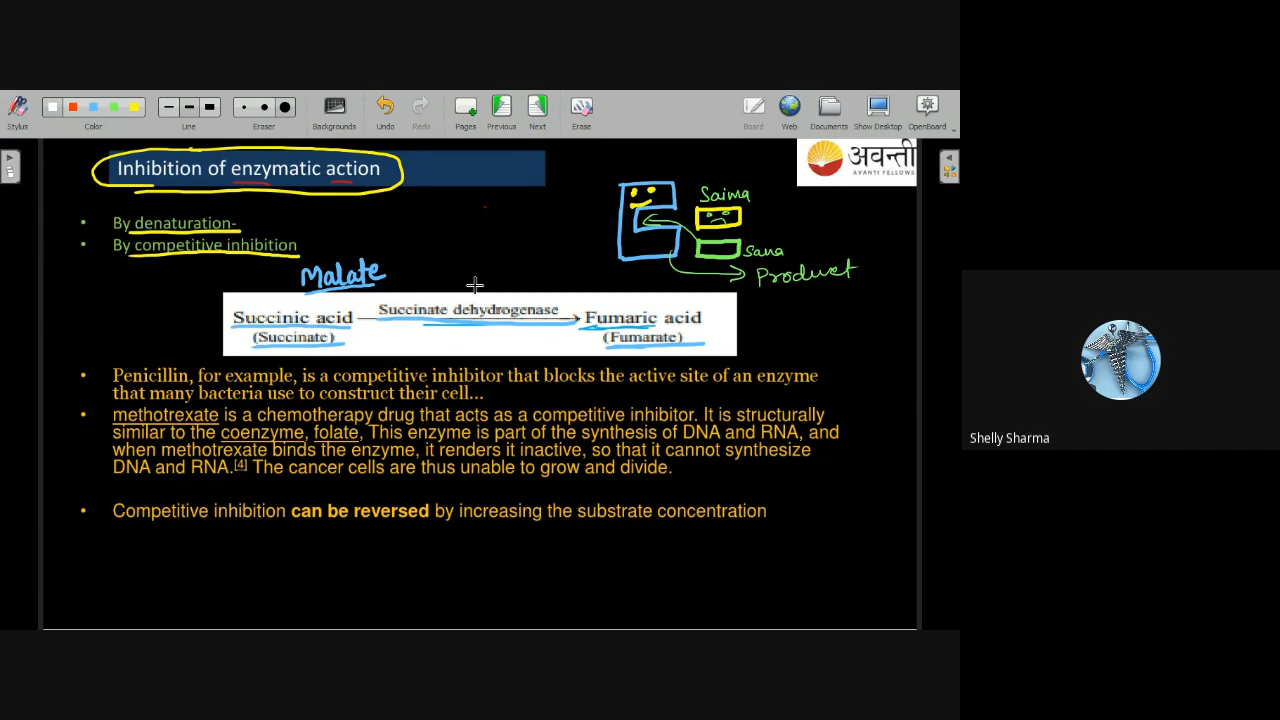 Stylus
Color
Line
Eraser
Backgrounds
Undo
Redo
Pages
Previous
Next
Erase
Board
Web
Documents
Show Desktop
OpenBoard
Inhibition of enzymatic action
अवन्ती
AVANTI FELLOWS
Saima
• By denaturation-
• By competitive inhibition
Sana
Product
Malate
Succinic acid Succinate dehydrogenase Fumaric acid
(Succinate) (Fumarate)
• Penicillin, for example, is a competitive inhibitor that blocks the active site of an enzyme
that many bacteria use to construct their cell...
• methotrexate is a chemotherapy drug that acts as a competitive inhibitor. It is structurally
similar to the coenzyme, folate, This enzyme is part of the synthesis of DNA and RNA, and
when methotrexate binds the enzyme, it renders it inactive, so that it cannot synthesize
DNA and RNA.[4] The cancer cells are thus unable to grow and divide.
• Competitive inhibition can be reversed by increasing the substrate concentration
Shelly Sharma